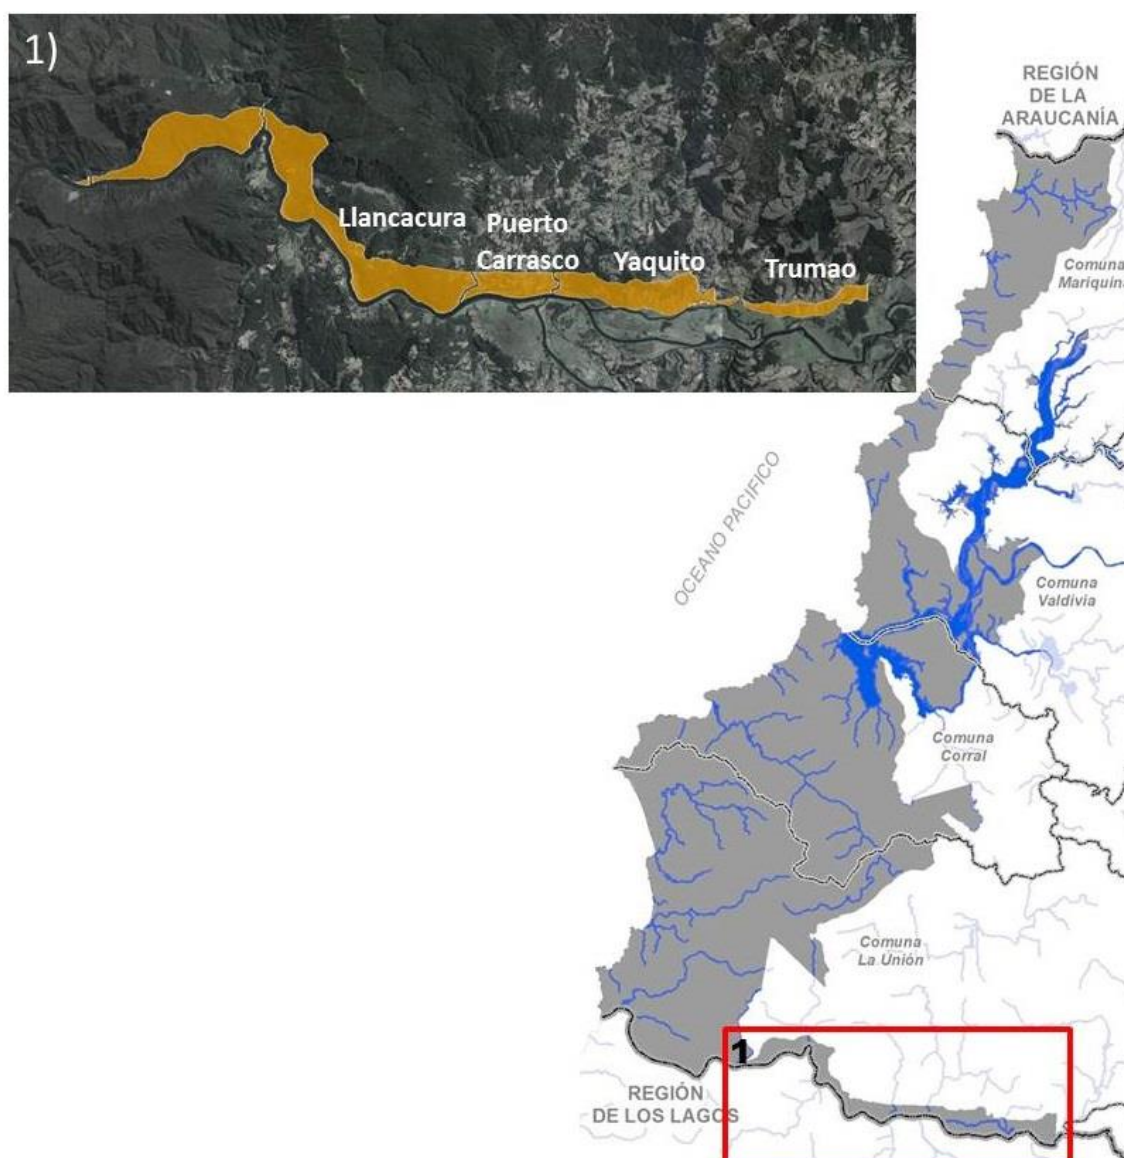 1)
Llancacura
Puerto
Carrasco
Yaquito
Trumao
REGIÓN
DE LA
ARAUCANÍA
Comuna
Mariquina
OCEANO PACIFICO
Comuna
Valdivia
Comuna
Corral
Comuna
La Unión
1
REGIÓN
DE LOS LAGOS